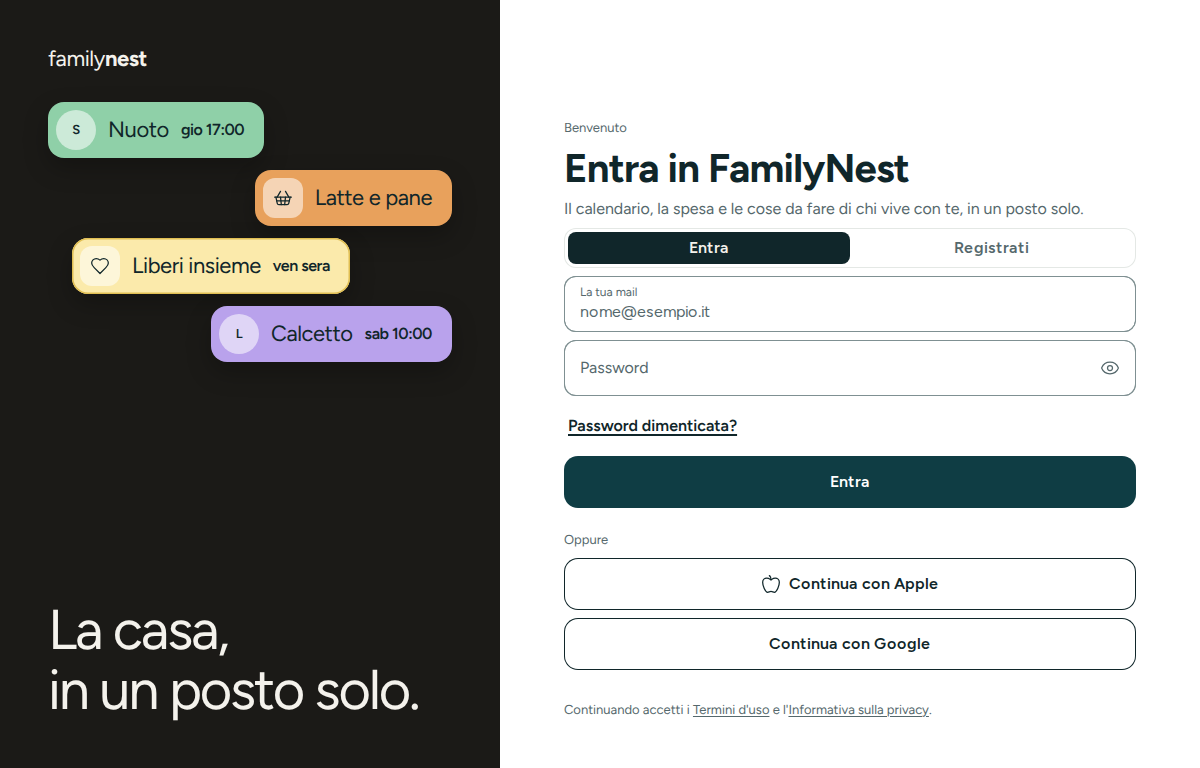 familynest
S Nuoto gio 17:00
Latte e pane
Liberi insieme ven sera
L Calcetto sab 10:00
La casa,
in un posto solo.
Benvenuto
Entra in FamilyNest
Il calendario, la spesa e le cose da fare di chi vive con te, in un posto solo.
Entra Registrati
La tua mail
nome@esempio.it
Password
Password dimenticata?
Entra
Oppure
Continua con Apple
Continua con Google
Continuando accetti i Termini d'uso e l'Informativa sulla privacy.